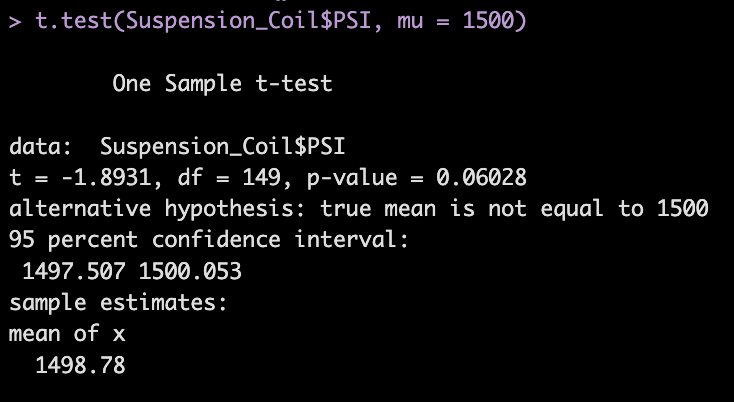 > t.test(Suspension_Coil$PSI, mu = 1500)
One Sample t-test
data:  Suspension_Coil$PSI
t = -1.8931, df = 149, p-value = 0.06028
alternative hypothesis: true mean is not equal to 1500
95 percent confidence interval:
1497.507 1500.053
sample estimates:
mean of x
1498.78